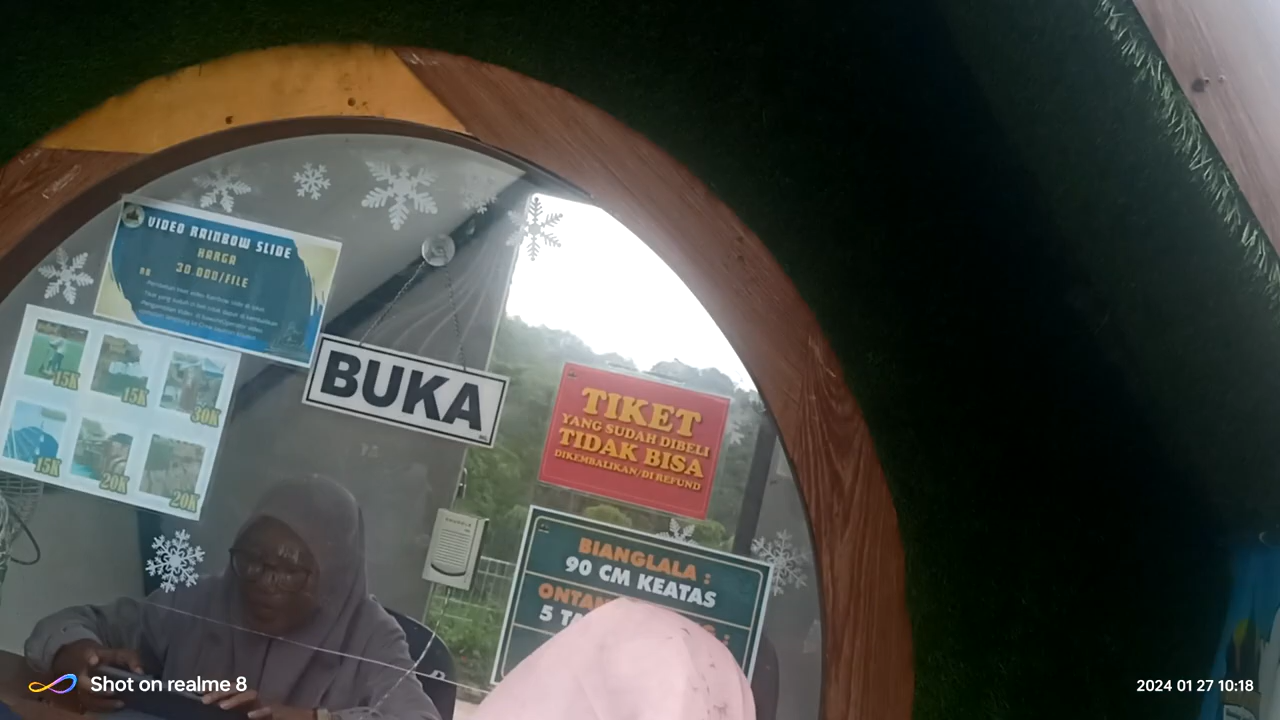 VIDEO RAINBOW SLIDE
HARGA
RP 30.000/FILE
15K
15K
30K
15K
20K
20K
BUKA
TIKET
YANG SUDAH DIBELI
TIDAK BISA
DIKEMBALIKAN/DI REFUND
BIANGLALA :
90 CM KEATAS
5
Shot on realme 8
2024 01 27 10:18